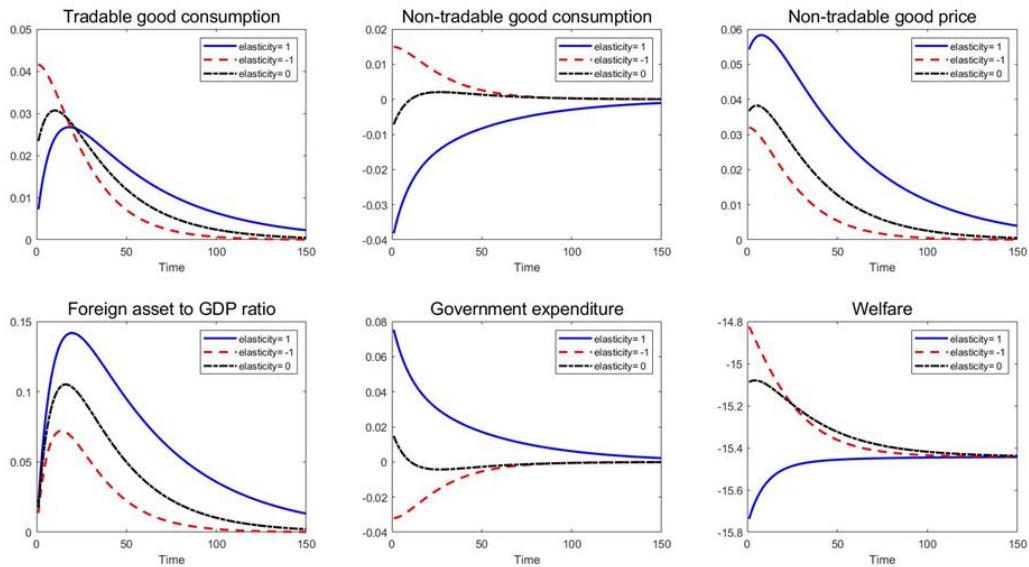 Tradable good consumption
0.05
0.04
0.03
0.02
0.01
0
0
50
100
150
Time
elasticity= 1
elasticity= -1
elasticity= 0
Non-tradable good consumption
0.02
0.01
0
-0.01
-0.02
-0.03
-0.04
0
50
100
150
Time
elasticity= 1
elasticity= -1
elasticity= 0
Non-tradable good price
0.06
0.05
0.04
0.03
0.02
0.01
0
0
50
100
150
Time
elasticity= 1
elasticity= -1
elasticity= 0
Foreign asset to GDP ratio
0.15
0.1
0.05
0
0
50
100
150
Time
elasticity= 1
elasticity= -1
elasticity= 0
Government expenditure
0.08
0.06
0.04
0.02
0
-0.02
-0.04
0
50
100
150
Time
elasticity= 1
elasticity= -1
elasticity= 0
Welfare
-14.8
-15
-15.2
-15.4
-15.6
-15.8
0
50
100
150
Time
elasticity= 1
elasticity= -1
elasticity= 0